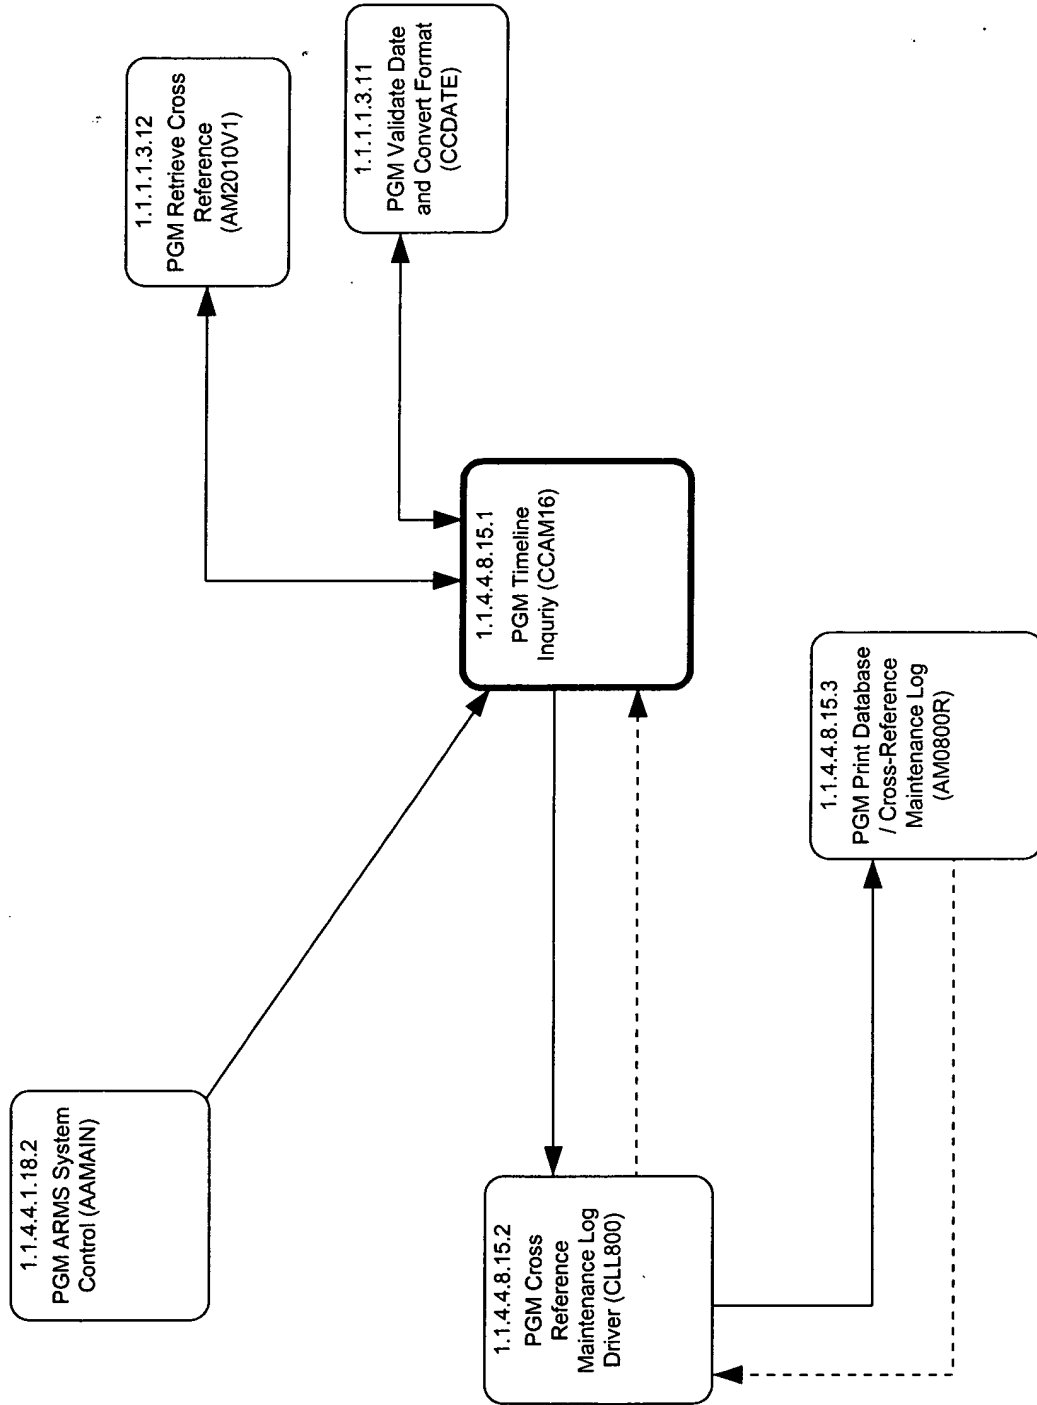 1.1.4.4.1.18.2
PGM ARMS System
Control (AAMAIN)
1.1.1.1.3.12
PGM Retrieve Cross
Reference
(AM2010V1)
1.1.1.1.3.11
PGM Validate Date
and Convert Format
(CCDATE)
1.1.4.4.8.15.1
PGM Timeline
Inquriy (CCAM16)
1.1.4.4.8.15.2
PGM Cross
Reference
Maintenance Log
Driver (CLL800)
1.1.4.4.8.15.3
PGM Print Database
/ Cross-Reference
Maintenance Log
(AM0800R)